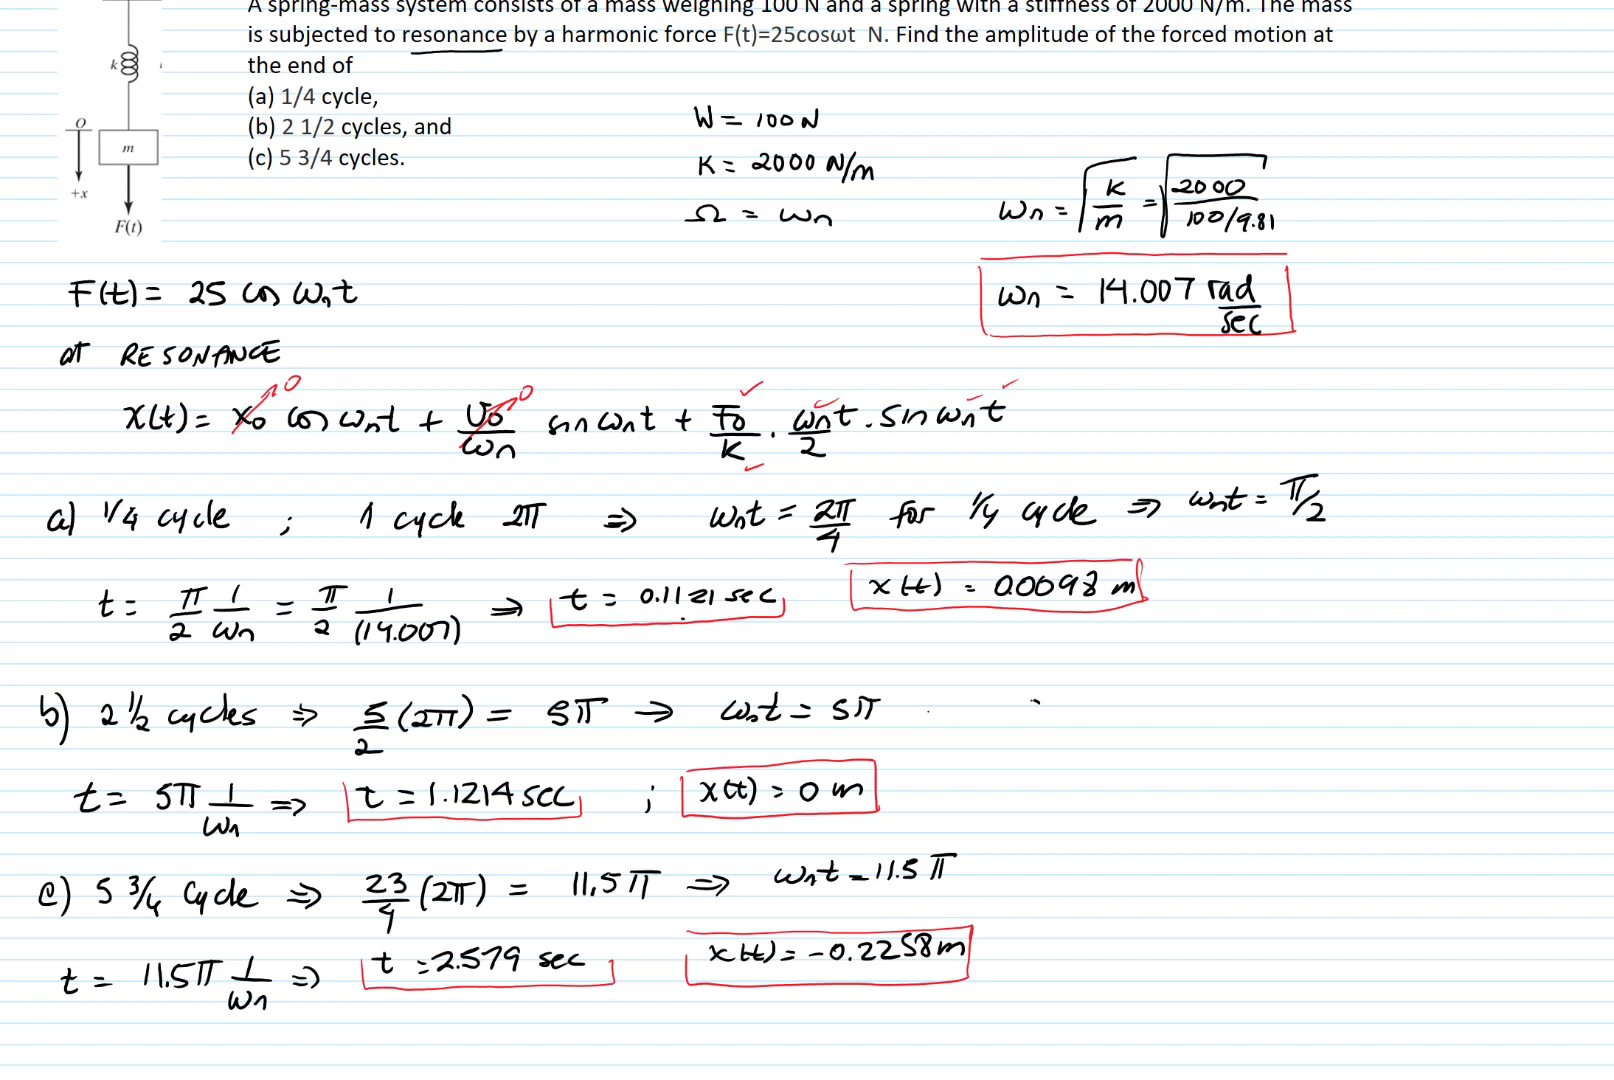 A spring-mass system consists of a mass weighing 100 N and a spring with a stiffness of 2000 N/m. The mass
is subjected to resonance by a harmonic force F(t)=25cosωt N. Find the amplitude of the forced motion at
the end of
(a) 1/4 cycle,
(b) 2 1/2 cycles, and
(c) 5 3/4 cycles.
k
O
m
+x
F(t)
W = 100 N
K = 2000 N/m
Ω = ωn
ωn = √(K/m) = √(2000/(100/9.81))
ωn = 14.007 rad/sec
F(t) = 25 cos ωnt
at RESONANCE
x(t) = x₀→0 cos ωnt + (U₀→0)/ωn sin ωnt + F₀/K · ωnt/2 · sin ωnt
a) 1/4 cycle ; 1 cycle 2π ⇒ ωnt = 2π/4 for 1/4 cycle ⇒ ωnt = π/2
t = π/2 1/ωn = π/2 1/(14.007) ⇒ t = 0.1121 sec x(t) = 0.0098 m
b) 2 1/2 cycles ⇒ 5/2 (2π) = 5π → ωnt = 5π
t = 5π 1/ωn ⇒ t = 1.1214 sec ; x(t) = 0 m
c) 5 3/4 cycle ⇒ 23/4 (2π) = 11.5π ⇒ ωnt = 11.5π
t = 11.5π 1/ωn ⇒ t = 2.579 sec x(t) = -0.2258 m